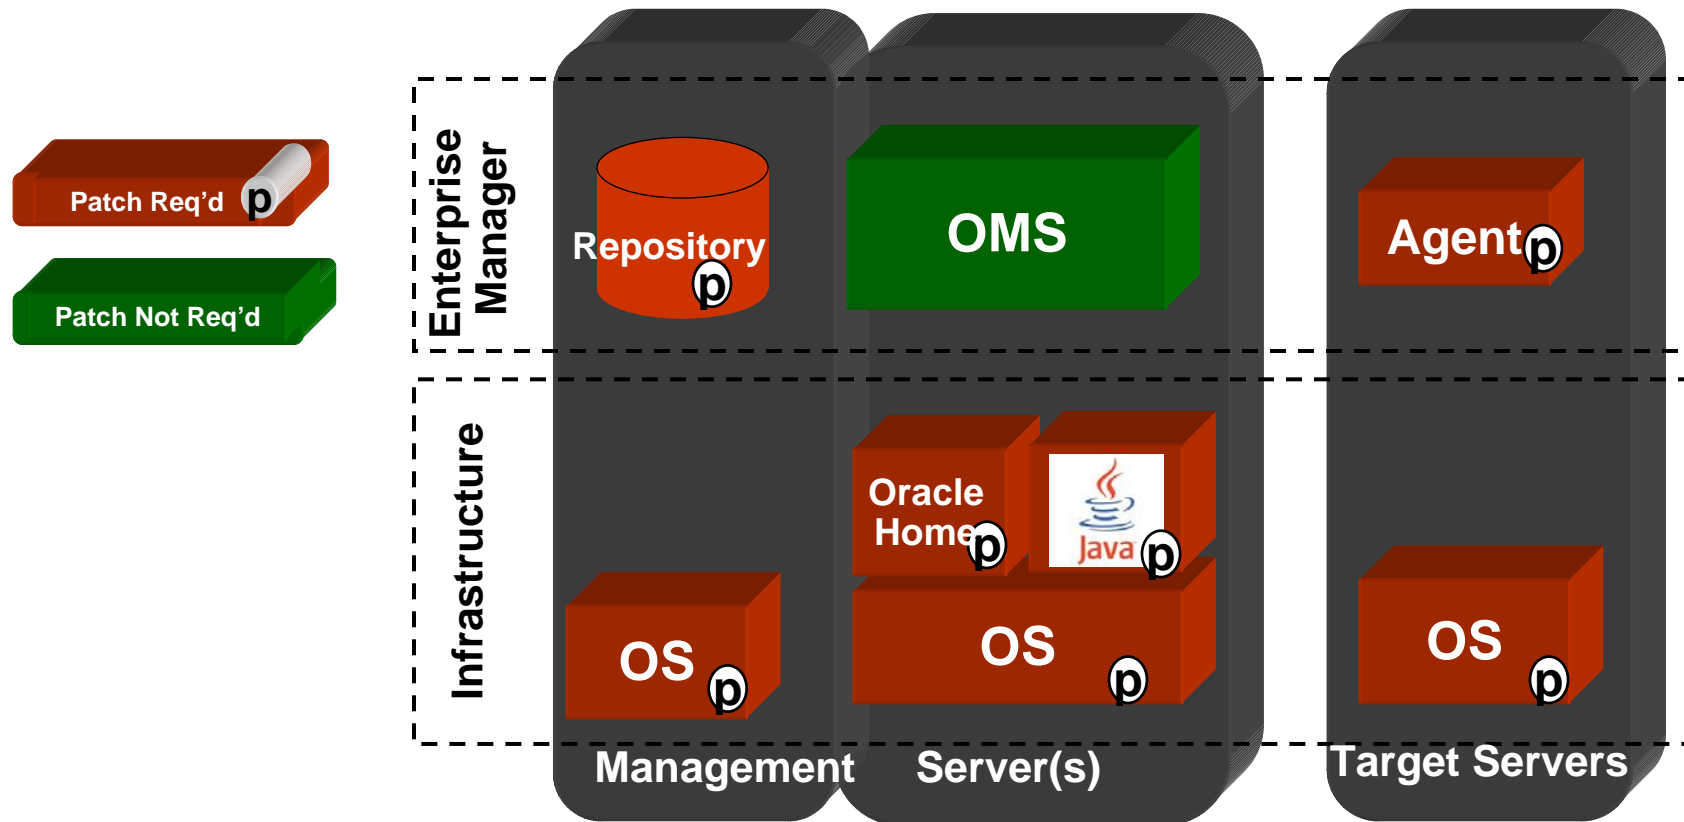 Patch Req'd
p
Patch Not Req'd
Enterprise
Manager
Repository
p
OMS
Agent
p
Infrastructure
Oracle
Home
p
Java
p
OS
p
OS
p
OS
p
Management Server(s)
Target Servers